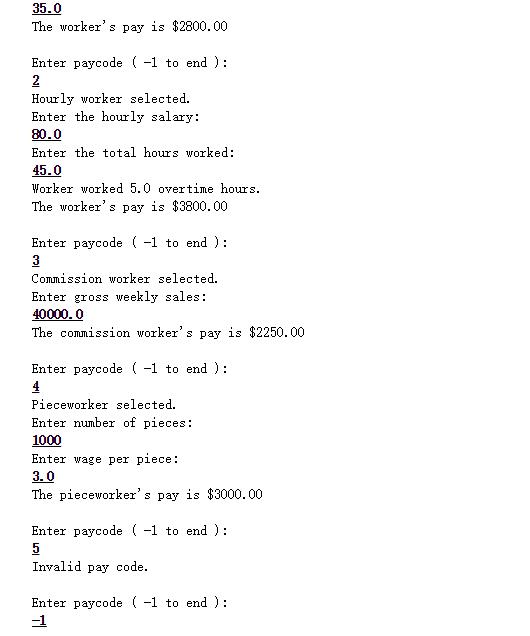 35.0
The worker's pay is $2800.00
Enter paycode ( -1 to end ):
2
Hourly worker selected.
Enter the hourly salary:
80.0
Enter the total hours worked:
45.0
Worker worked 5.0 overtime hours.
The worker's pay is $3800.00
Enter paycode ( -1 to end ):
3
Commission worker selected.
Enter gross weekly sales:
40000.0
The commission worker's pay is $2250.00
Enter paycode ( -1 to end ):
4
Pieceworker selected.
Enter number of pieces:
1000
Enter wage per piece:
3.0
The pieceworker's pay is $3000.00
Enter paycode ( -1 to end ):
5
Invalid pay code.
Enter paycode ( -1 to end ):
-1